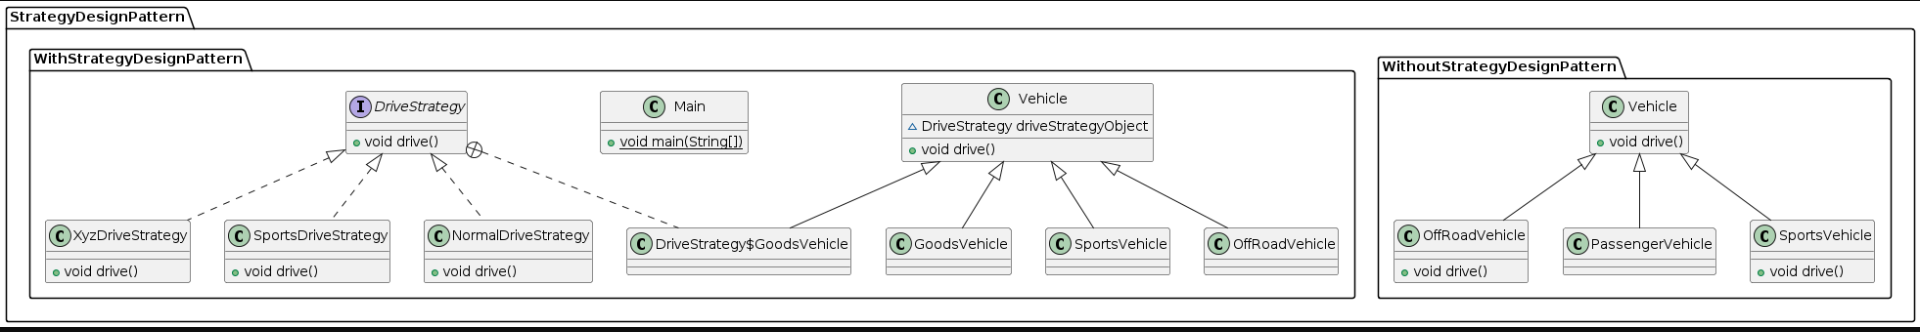 StrategyDesignPattern
WithStrategyDesignPattern
I DriveStrategy
void drive()
C Main
void main(String[])
C Vehicle
~ DriveStrategy driveStrategyObject
void drive()
C XyzDriveStrategy
void drive()
C SportsDriveStrategy
void drive()
C NormalDriveStrategy
void drive()
C DriveStrategy$GoodsVehicle
C GoodsVehicle
C SportsVehicle
C OffRoadVehicle
WithoutStrategyDesignPattern
C Vehicle
void drive()
C OffRoadVehicle
void drive()
C PassengerVehicle
C SportsVehicle
void drive()